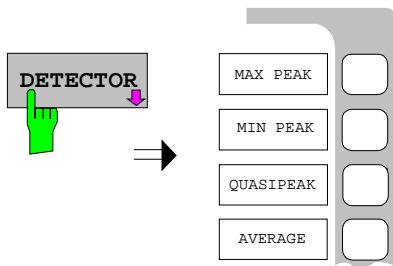 DETECTOR
MAX PEAK
MIN PEAK
QUASIPEAK
AVERAGE